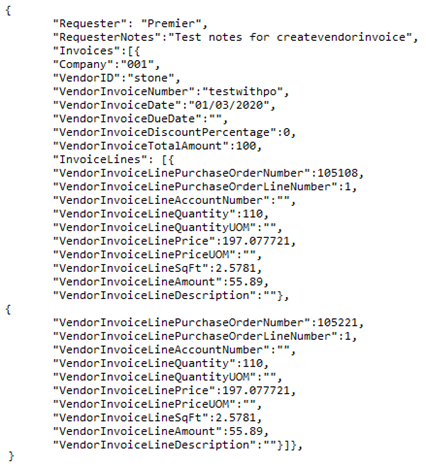 {
"Requester": "Premier",
"RequesterNotes":"Test notes for createvendorinvoice",
"Invoices":[{
"Company":"001",
"VendorID":"stone",
"VendorInvoiceNumber":"testwithpo",
"VendorInvoiceDate":"01/03/2020",
"VendorInvoiceDueDate":"",
"VendorInvoiceDiscountPercentage":0,
"VendorInvoiceTotalAmount":100,
"InvoiceLines": [{
"VendorInvoiceLinePurchaseOrderNumber":105108,
"VendorInvoiceLinePurchaseOrderLineNumber":1,
"VendorInvoiceLineAccountNumber":"",
"VendorInvoiceLineQuantity":110,
"VendorInvoiceLineQuantityUOM":"",
"VendorInvoiceLinePrice":197.077721,
"VendorInvoiceLinePriceUOM":"",
"VendorInvoiceLineSqFt":2.5781,
"VendorInvoiceLineAmount":55.89,
"VendorInvoiceLineDescription":""},
{
"VendorInvoiceLinePurchaseOrderNumber":105221,
"VendorInvoiceLinePurchaseOrderLineNumber":1,
"VendorInvoiceLineAccountNumber":"",
"VendorInvoiceLineQuantity":110,
"VendorInvoiceLineQuantityUOM":"",
"VendorInvoiceLinePrice":197.077721,
"VendorInvoiceLinePriceUOM":"",
"VendorInvoiceLineSqFt":2.5781,
"VendorInvoiceLineAmount":55.89,
"VendorInvoiceLineDescription":""}]},
}